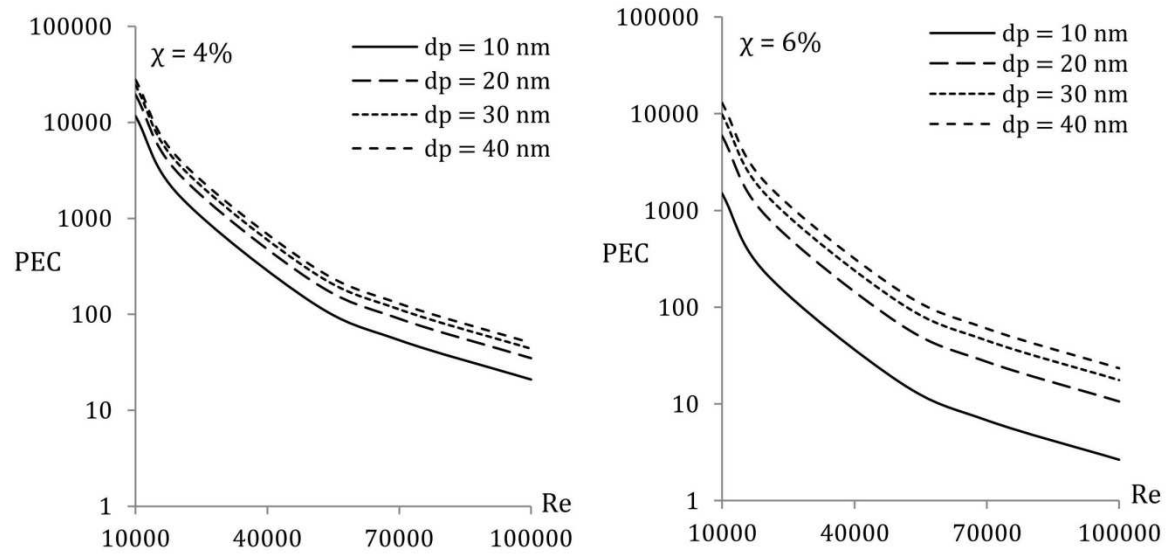 100000
10000
1000
PEC
100
10
1
10000 40000 70000 100000
Re
χ = 4%
dp = 10 nm
dp = 20 nm
dp = 30 nm
dp = 40 nm
100000
10000
1000
PEC
100
10
1
10000 40000 70000 100000
Re
χ = 6%
dp = 10 nm
dp = 20 nm
dp = 30 nm
dp = 40 nm